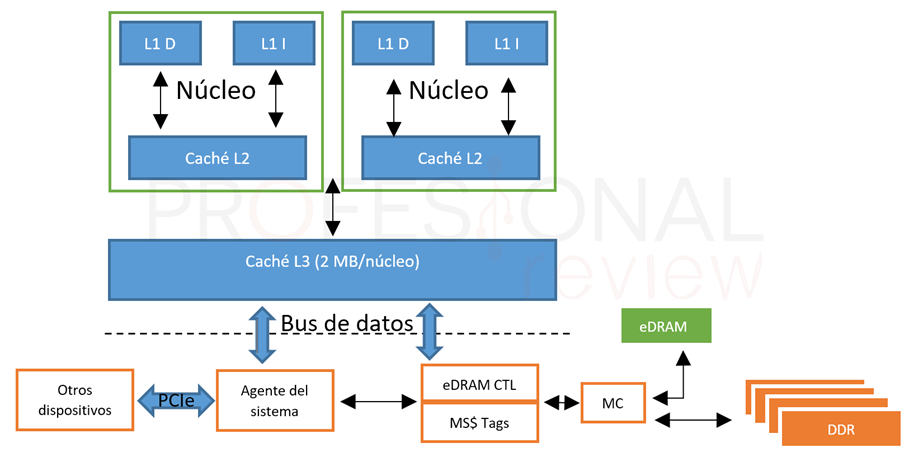 L1 D
L1 I
L1 D
L1 I
Núcleo
Núcleo
Caché L2
Caché L2
PROFESIONAL
review
Caché L3 (2 MB/núcleo)
Bus de datos
eDRAM
Otros
dispositivos
PCIe
Agente del
sistema
eDRAM CTL
MS$ Tags
MC
DDR